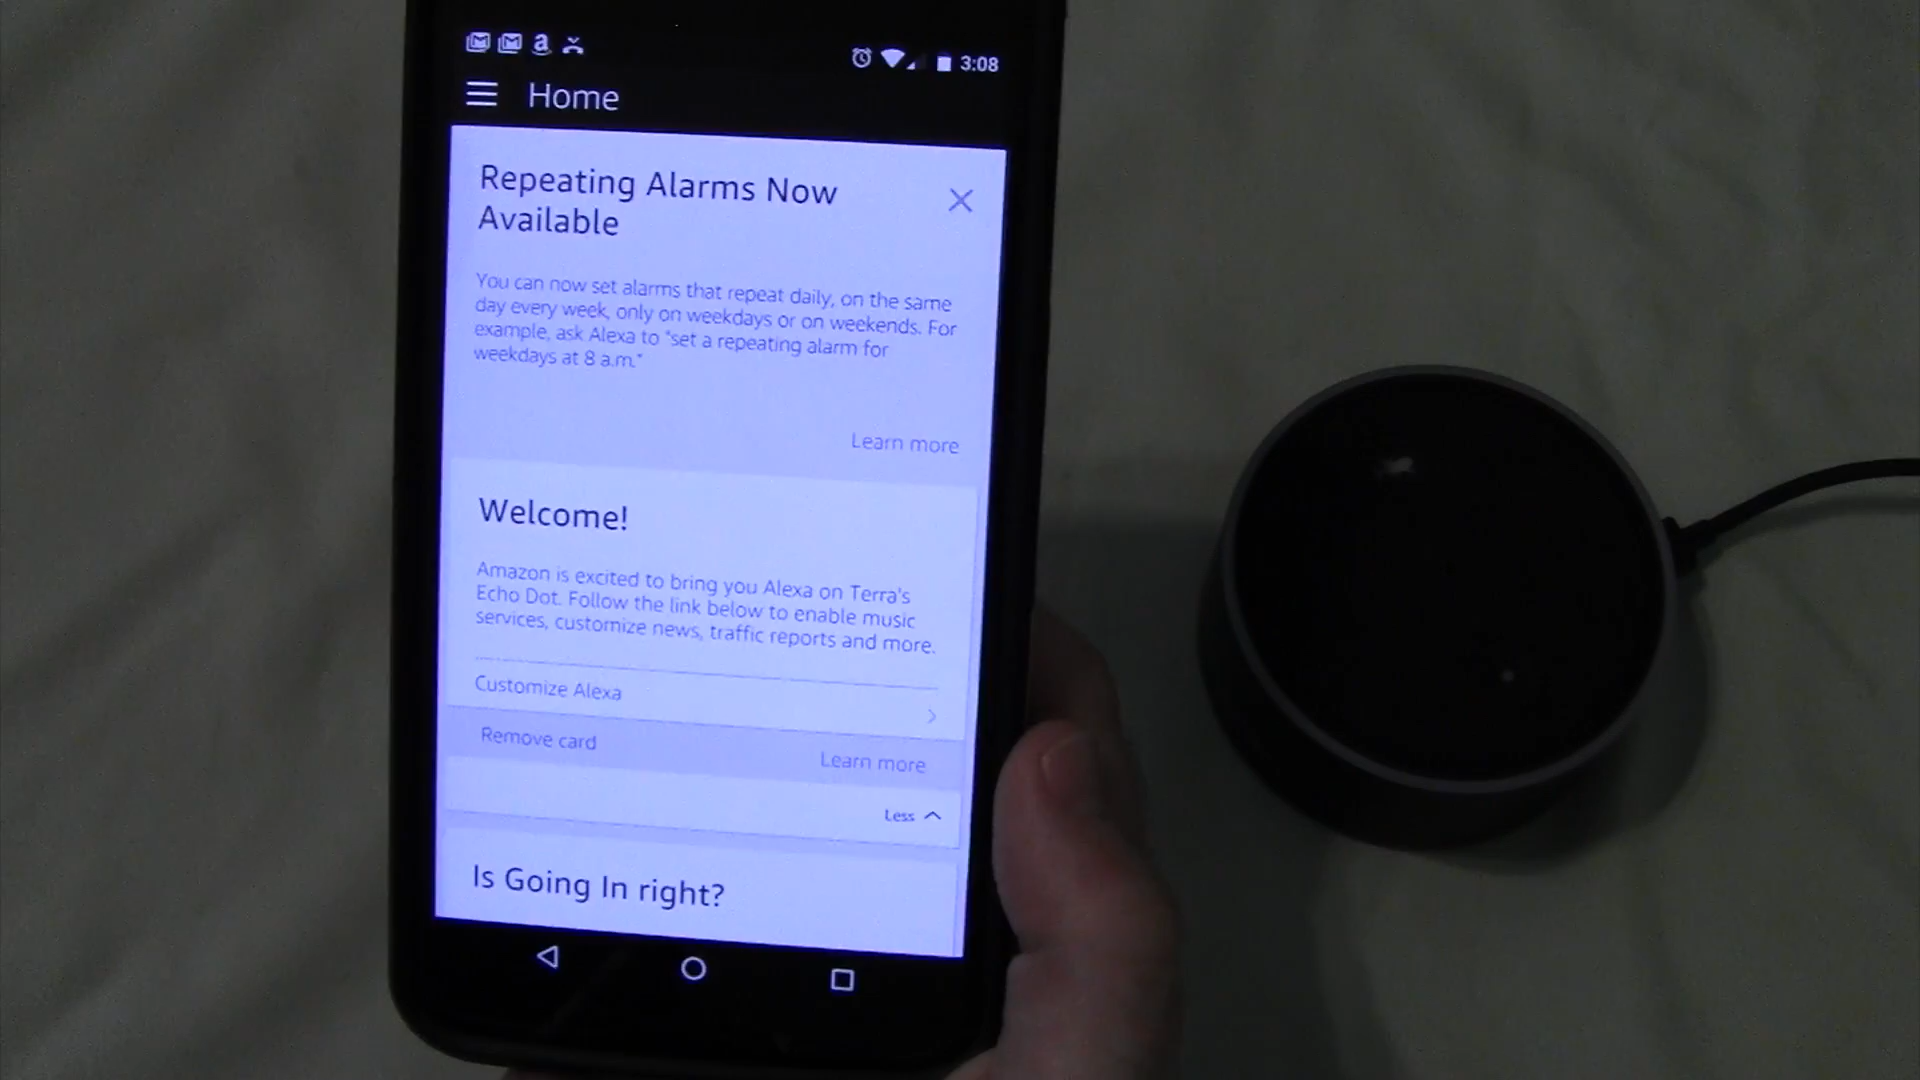 3:08
Home
Repeating Alarms Now
Available
You can now set alarms that repeat daily, on the same
day every week, only on weekdays or on weekends. For
example, ask Alexa to "set a repeating alarm for
weekdays at 8 a.m."
Learn more
Welcome!
Amazon is excited to bring you Alexa on Terra's
Echo Dot. Follow the link below to enable music
services, customize news, traffic reports and more.
Customize Alexa
Remove card
Learn more
Less
Is Going In right?